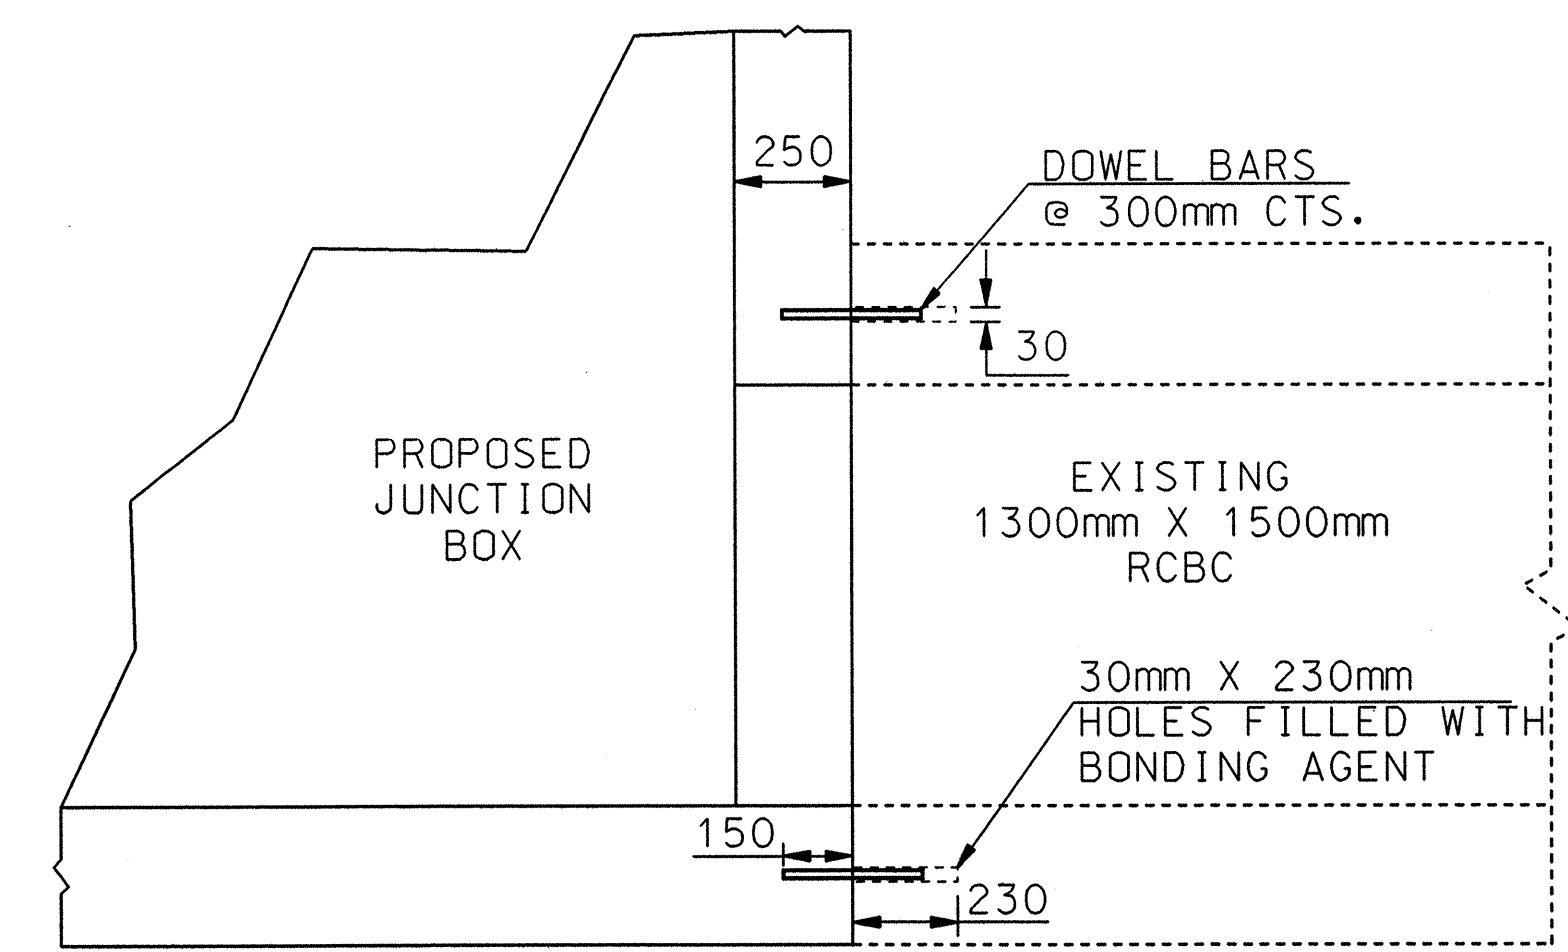 250
DOWEL BARS
@ 300mm CTS.
30
PROPOSED
JUNCTION
BOX
EXISTING
1300mm X 1500mm
RCBC
30mm X 230mm
HOLES FILLED WITH
BONDING AGENT
150
230